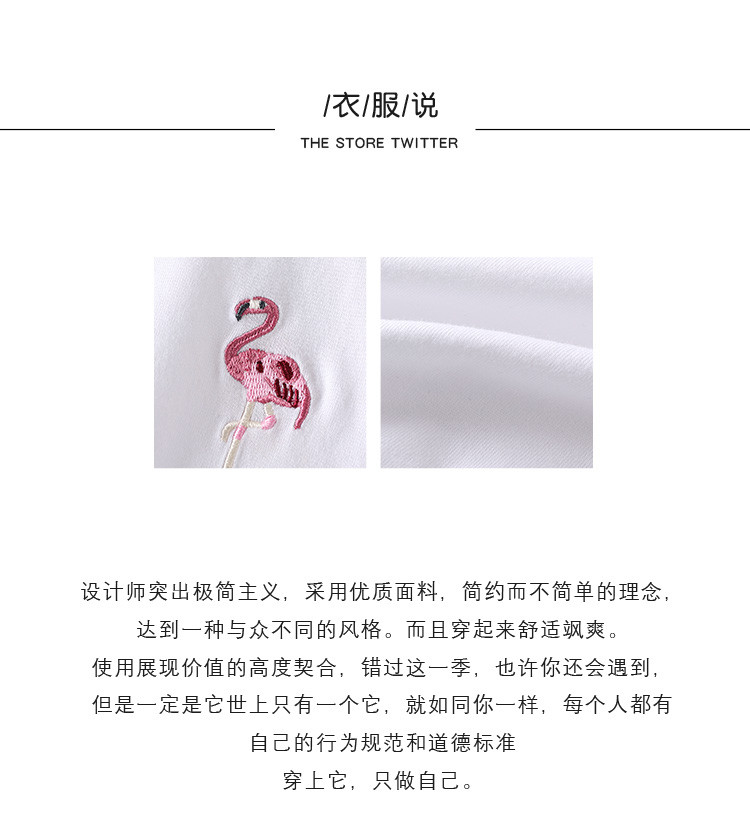 /衣/服/说
THE STORE TWITTER
设计师突出极简主义，采用优质面料，简约而不简单的理念，
达到一种与众不同的风格。而且穿起来舒适飒爽。
使用展现价值的高度契合，错过这一季，也许你还会遇到，
但是一定是它世上只有一个它，就如同你一样，每个人都有
自己的行为规范和道德标准
穿上它，只做自己。